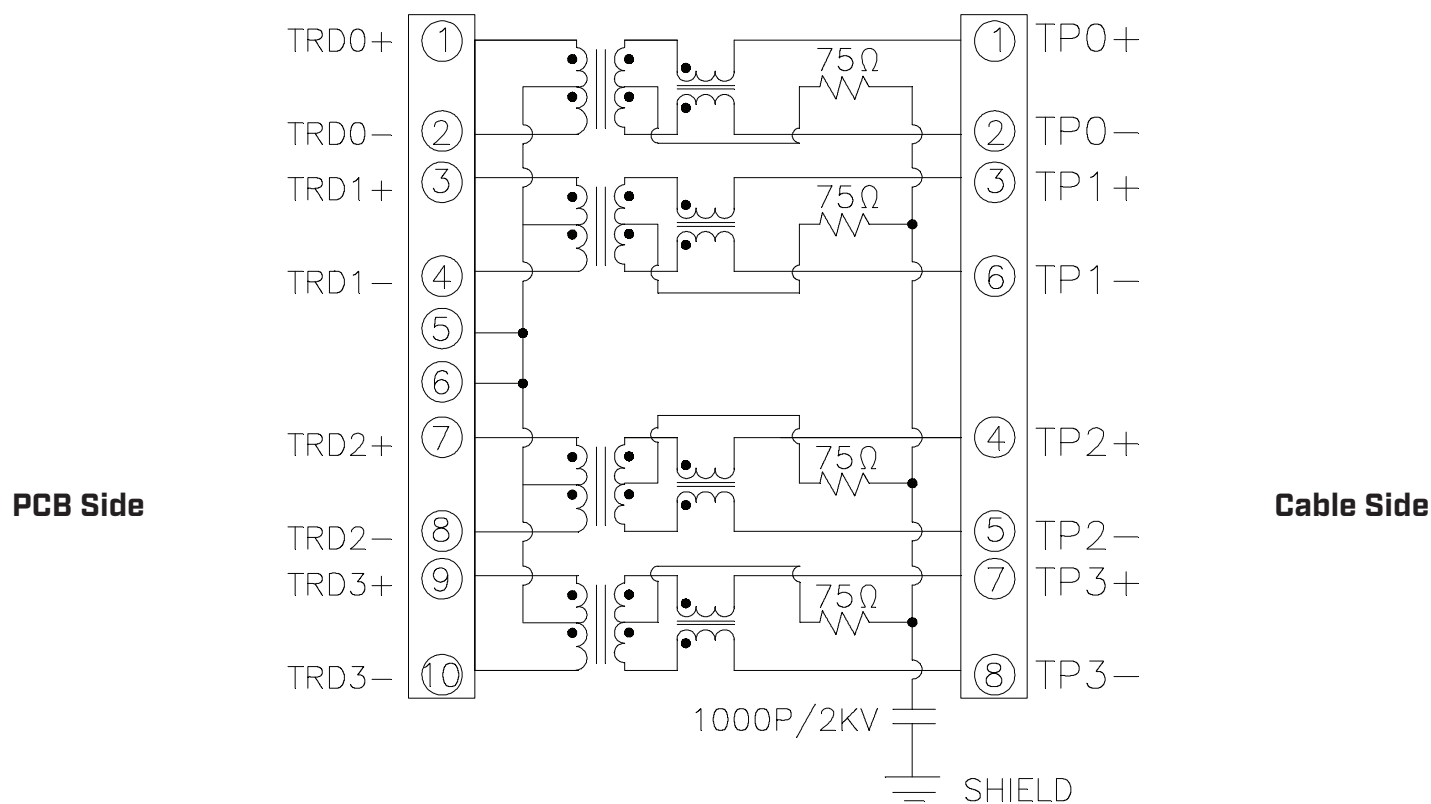 TRD0+ 1 1 TP0+
75Ω
TRD0- 2 2 TP0-
TRD1+ 3 3 TP1+
75Ω
TRD1- 4 6 TP1-
5
6
TRD2+ 7 4 TP2+
75Ω
PCB Side Cable Side
TRD2- 8 5 TP2-
TRD3+ 9 7 TP3+
75Ω
TRD3- 10 8 TP3-
1000P/2KV
SHIELD